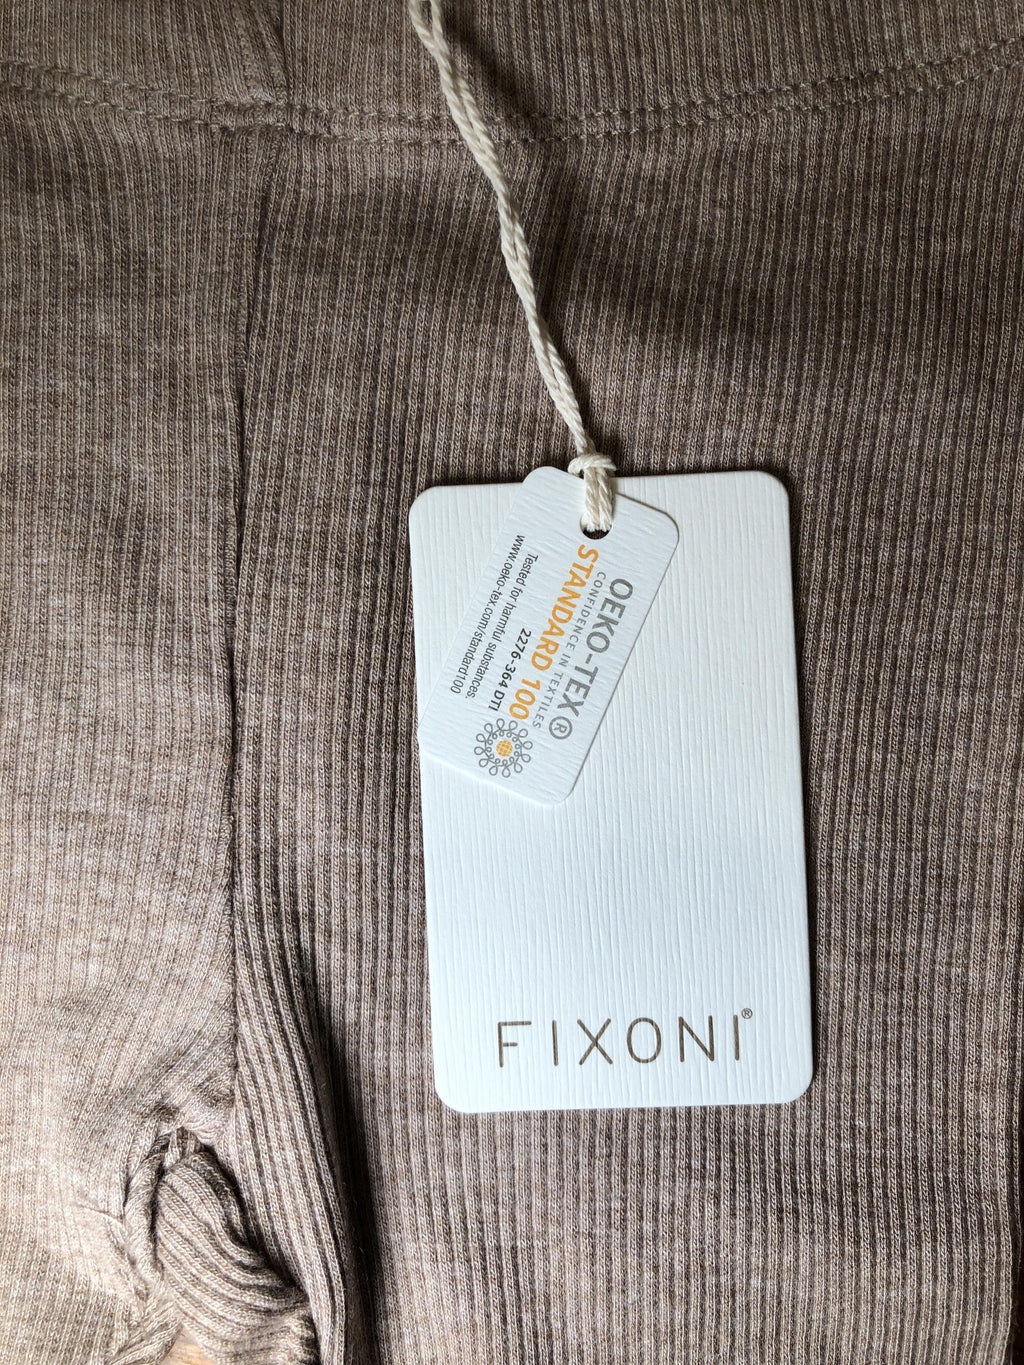 OEKO-TEX®
CONFIDENCE IN TEXTILES
STANDARD 100
2276-364 DTI
Tested for harmful substances.
www.oeko-tex.com/standard100
FIXONI®